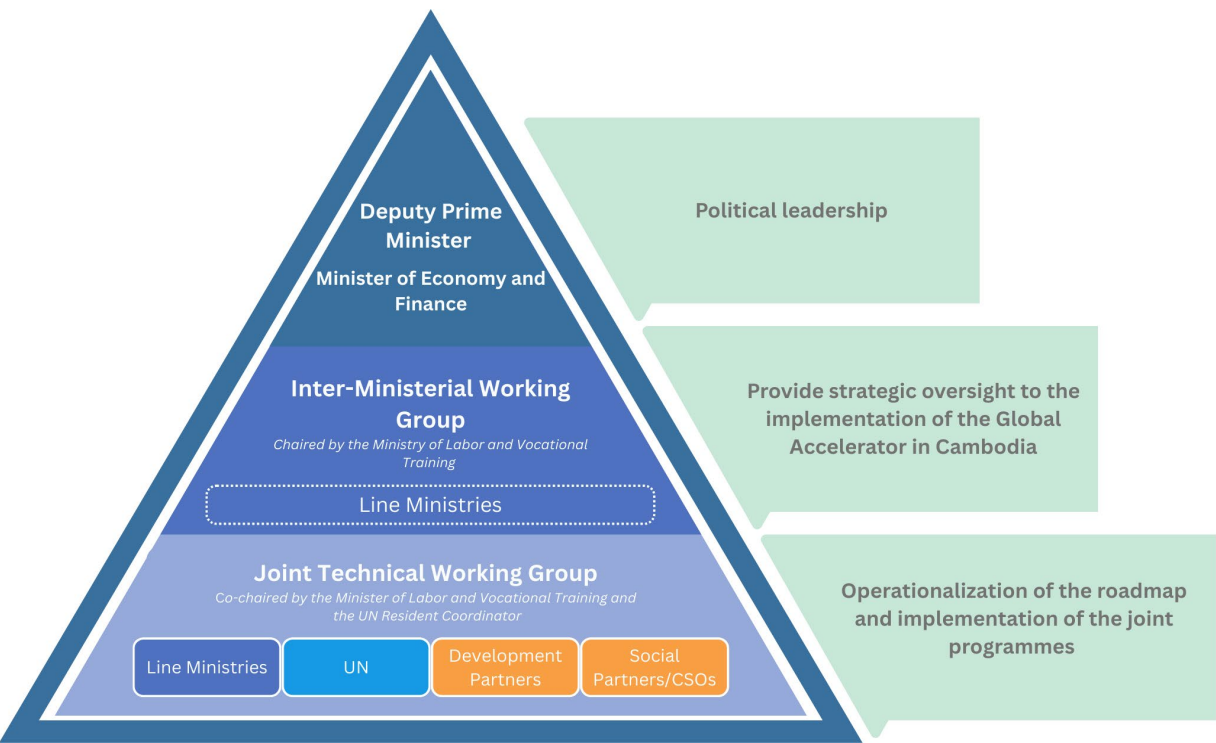 Deputy Prime
Minister
Minister of Economy and
Finance
Political leadership
Inter-Ministerial Working
Group
Chaired by the Ministry of Labor and Vocational
Training
Line Ministries
Provide strategic oversight to the
implementation of the Global
Accelerator in Cambodia
Joint Technical Working Group
Co-chaired by the Minister of Labor and Vocational Training and
the UN Resident Coordinator
Line Ministries
UN
Development
Partners
Social
Partners/CSOs
Operationalization of the roadmap
and implementation of the joint
programmes